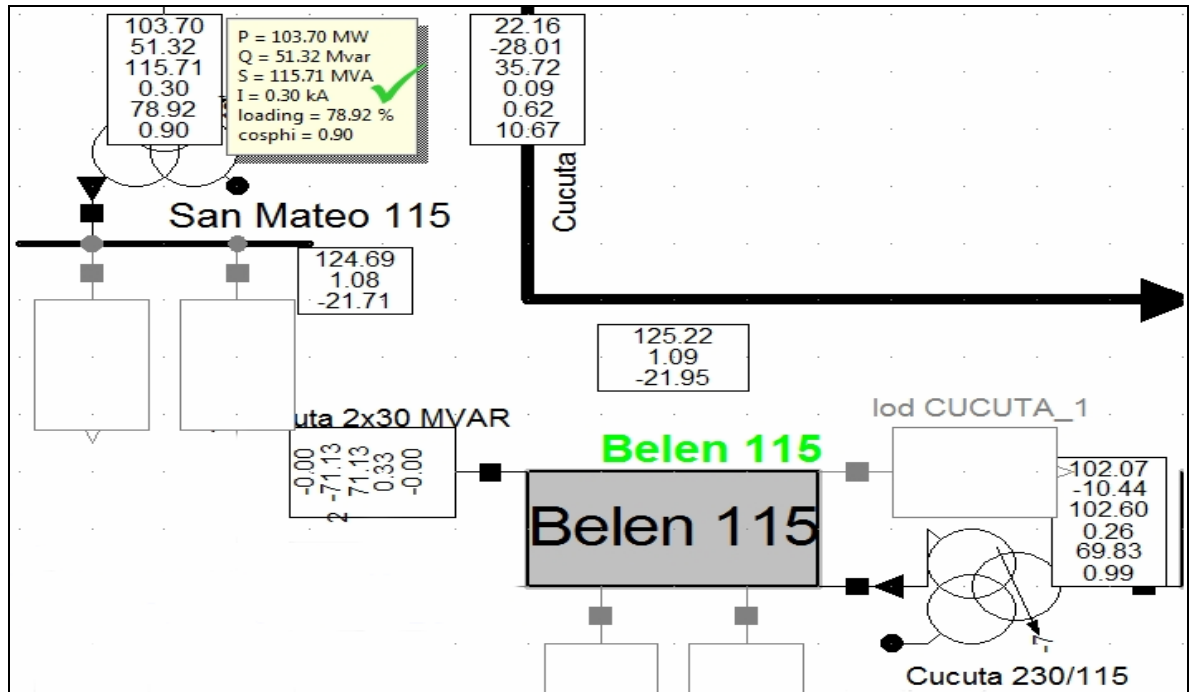 103.70
51.32
115.71
0.30
78.92
0.90
P = 103.70 MW
Q = 51.32 Mvar
S = 115.71 MVA
I = 0.30 kA
loading = 78.92 %
cosphi = 0.90
22.16
-28.01
35.72
0.09
0.62
10.67
Cucuta
San Mateo 115
124.69
1.08
-21.71
125.22
1.09
-21.95
uta 2x30 MVAR
-0.00
-71.13
71.13
0.33
-0.00
2
Belen 115
Belen 115
lod CUCUTA_1
102.07
-10.44
102.60
0.26
69.83
0.99
-7
Cucuta 230/115